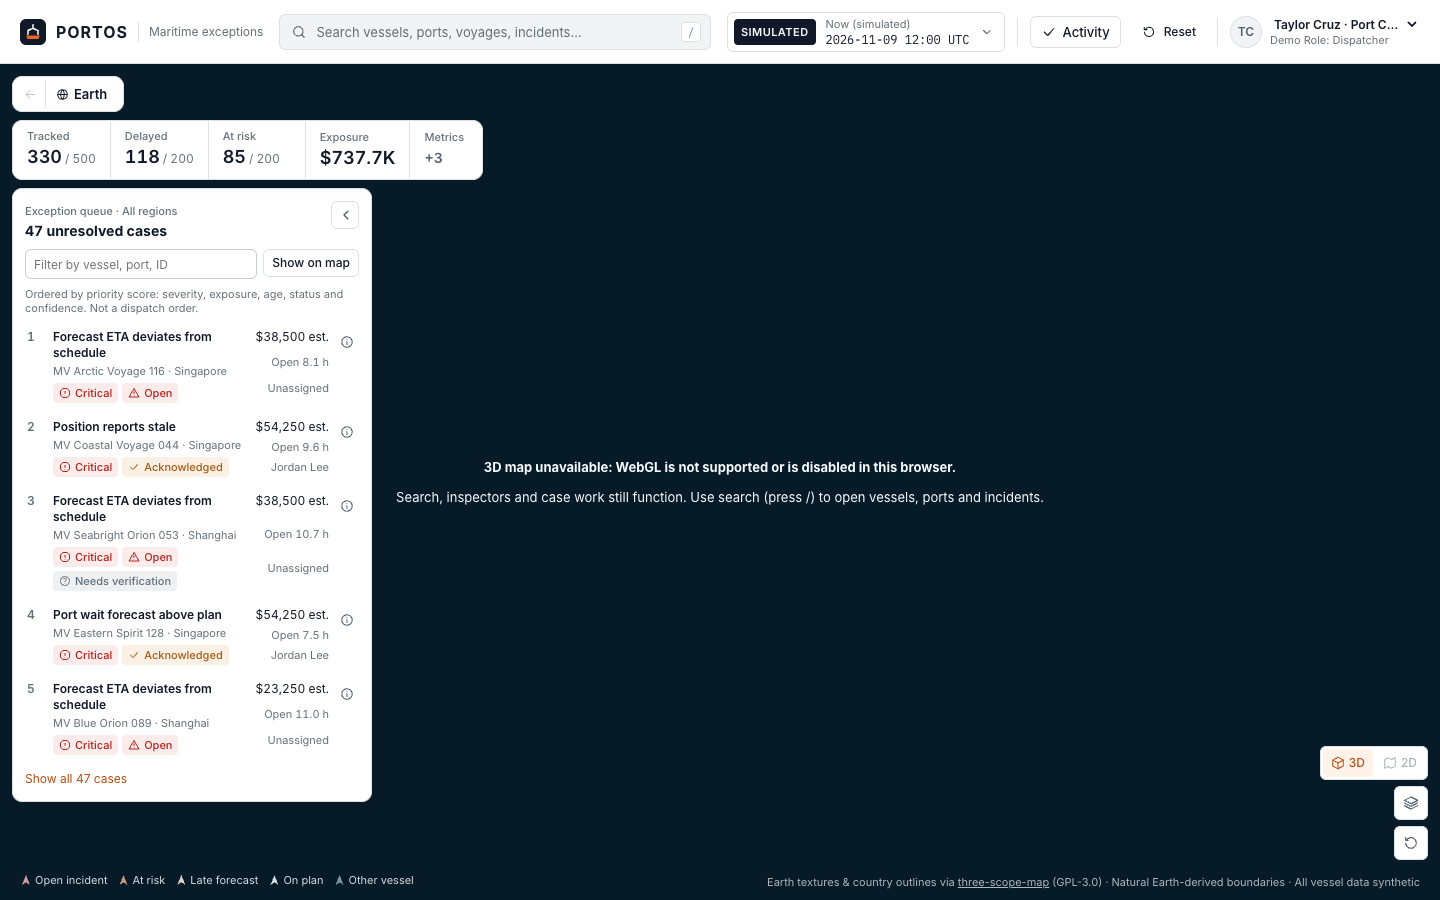 PORTOS
Maritime exceptions
Search vessels, ports, voyages, incidents...
/
SIMULATED
Now (simulated)
2026-11-09 12:00 UTC
Activity
Reset
TC
Taylor Cruz · Port C...
Demo Role: Dispatcher
Earth
Tracked
330 / 500
Delayed
118 / 200
At risk
85 / 200
Exposure
$737.7K
Metrics
+3
Exception queue · All regions
47 unresolved cases
Filter by vessel, port, ID
Show on map
Ordered by priority score: severity, exposure, age, status and
confidence. Not a dispatch order.
1
Forecast ETA deviates from
schedule
MV Arctic Voyage 116 · Singapore
Critical
Open
$38,500 est.
Open 8.1 h
Unassigned
2
Position reports stale
MV Coastal Voyage 044 · Singapore
Critical
Acknowledged
$54,250 est.
Open 9.6 h
Jordan Lee
3
Forecast ETA deviates from
schedule
MV Seabright Orion 053 · Shanghai
Critical
Open
Needs verification
$38,500 est.
Open 10.7 h
Unassigned
4
Port wait forecast above plan
MV Eastern Spirit 128 · Singapore
Critical
Acknowledged
$54,250 est.
Open 7.5 h
Jordan Lee
5
Forecast ETA deviates from
schedule
MV Blue Orion 089 · Shanghai
Critical
Open
$23,250 est.
Open 11.0 h
Unassigned
Show all 47 cases
3D map unavailable: WebGL is not supported or is disabled in this browser.
Search, inspectors and case work still function. Use search (press /) to open vessels, ports and incidents.
3D
2D
Open incident
At risk
Late forecast
On plan
Other vessel
Earth textures & country outlines via three-scope-map (GPL-3.0) · Natural Earth-derived boundaries · All vessel data synthetic